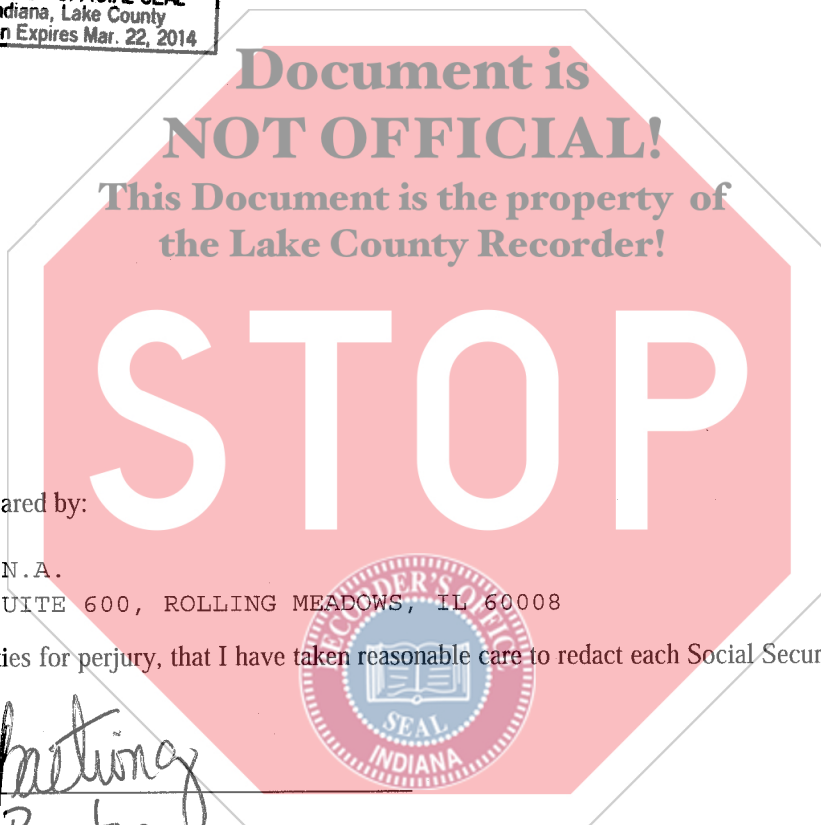 OFFICIAL SEAL
ndiana, Lake County
n Expires Mar. 22, 2014
Document is
NOT OFFICIAL!
This Document is the property of
the Lake County Recorder!
STOP
ared by:
N.A.
UITE 600, ROLLING MEADOWS, IL 60008
RECORDER'S OFFICE
ties for perjury, that I have taken reasonable care to redact each Social Secur
SEAL
INDIANA